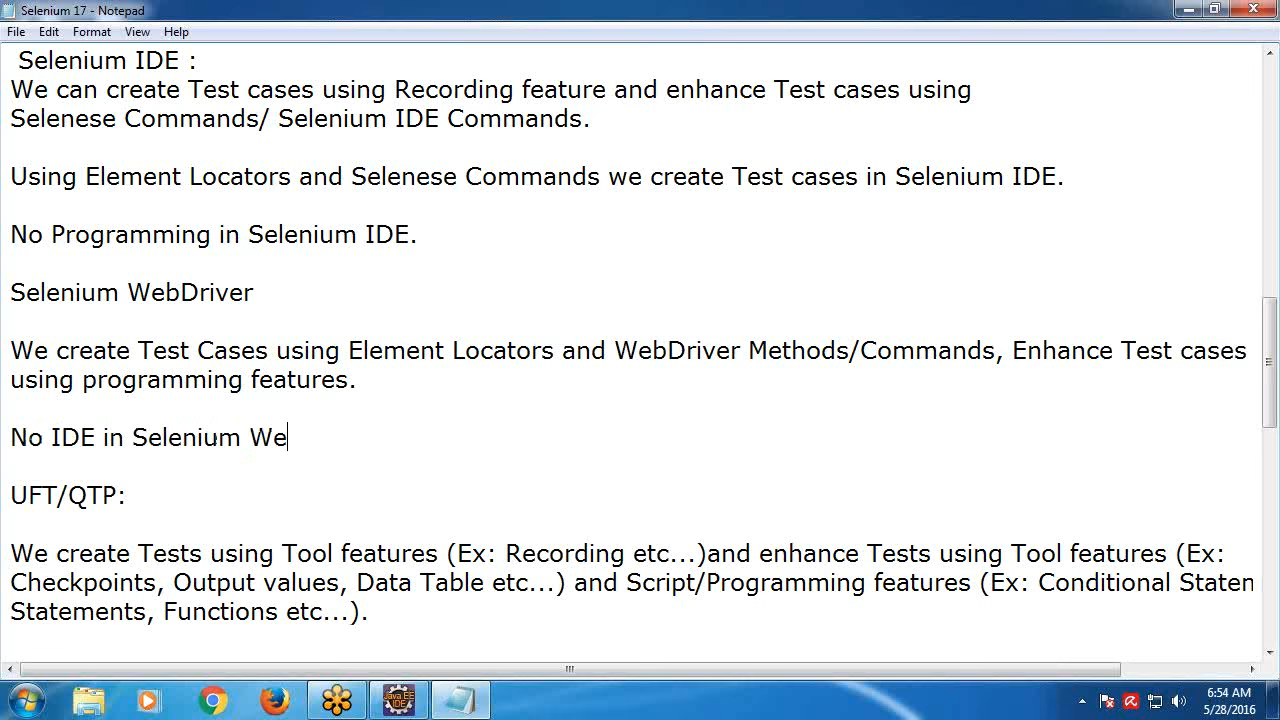 Selenium 17 - Notepad
File Edit Format View Help
Selenium IDE :
We can create Test cases using Recording feature and enhance Test cases using
Selenese Commands/ Selenium IDE Commands.
Using Element Locators and Selenese Commands we create Test cases in Selenium IDE.
No Programming in Selenium IDE.
Selenium WebDriver
We create Test Cases using Element Locators and WebDriver Methods/Commands, Enhance Test cases
using programming features.
No IDE in Selenium We
UFT/QTP:
We create Tests using Tool features (Ex: Recording etc...)and enhance Tests using Tool features (Ex:
Checkpoints, Output values, Data Table etc...) and Script/Programming features (Ex: Conditional Staten
Statements, Functions etc...).
Java EE
IDE
6:54 AM
5/28/2016